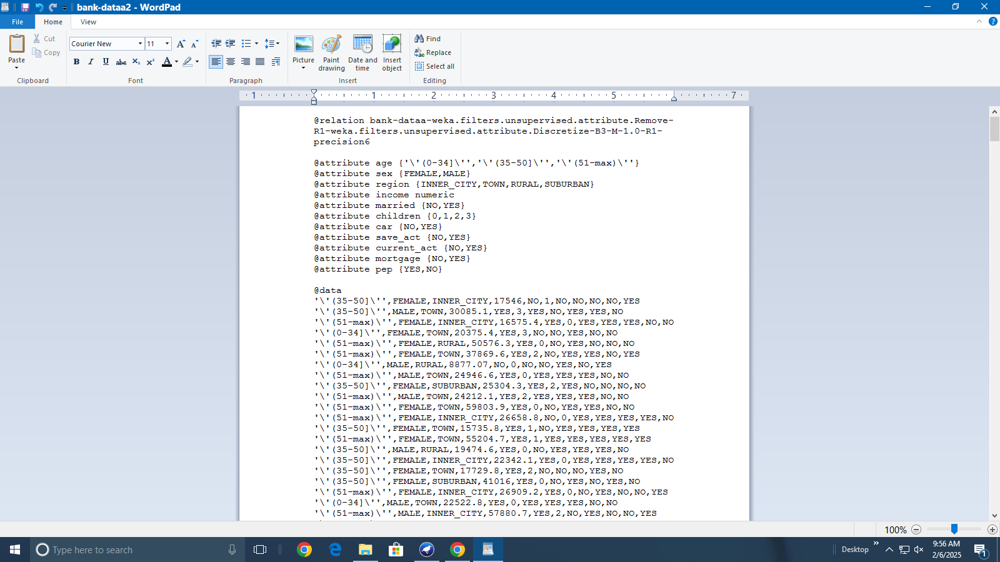 bank-dataa2 - WordPad
File
Home
View
Paste
Cut
Copy
Clipboard
Courier New
11
Font
Paragraph
Picture
Paint drawing
Date and time
Insert object
Insert
Find
Replace
Select all
Editing
1 1 2 3 4 5 7
@relation bank-dataa-weka.filters.unsupervised.attribute.Remove-
R1-weka.filters.unsupervised.attribute.Discretize-B3-M-1.0-R1-
precision6
@attribute age {'\'(0-34]\'','\'(35-50]\'','\'(51-max)\''}
@attribute sex {FEMALE,MALE}
@attribute region {INNER_CITY,TOWN,RURAL,SUBURBAN}
@attribute income numeric
@attribute married {NO,YES}
@attribute children {0,1,2,3}
@attribute car {NO,YES}
@attribute save_act {NO,YES}
@attribute current_act {NO,YES}
@attribute mortgage {NO,YES}
@attribute pep {YES,NO}
@data
'\'(35-50]\'',FEMALE,INNER_CITY,17546,NO,1,NO,NO,NO,NO,YES
'\'(35-50]\'',MALE,TOWN,30085.1,YES,3,YES,NO,YES,YES,NO
'\'(51-max)\'',FEMALE,INNER_CITY,16575.4,YES,0,YES,YES,YES,NO,NO
'\'(0-34]\'',FEMALE,TOWN,20375.4,YES,3,NO,NO,YES,NO,NO
'\'(51-max)\'',FEMALE,RURAL,50576.3,YES,0,NO,YES,NO,NO,NO
'\'(51-max)\'',FEMALE,TOWN,37869.6,YES,2,NO,YES,YES,NO,YES
'\'(0-34]\'',MALE,RURAL,8877.07,NO,0,NO,NO,YES,NO,YES
'\'(51-max)\'',MALE,TOWN,24946.6,YES,0,YES,YES,YES,NO,NO
'\'(35-50]\'',FEMALE,SUBURBAN,25304.3,YES,2,YES,NO,NO,NO,NO
'\'(51-max)\'',MALE,TOWN,24212.1,YES,2,YES,YES,YES,NO,NO
'\'(51-max)\'',FEMALE,TOWN,59803.9,YES,0,NO,YES,YES,NO,NO
'\'(51-max)\'',FEMALE,INNER_CITY,26658.8,NO,0,YES,YES,YES,YES,NO
'\'(35-50]\'',FEMALE,TOWN,15735.8,YES,1,NO,YES,YES,YES,YES
'\'(51-max)\'',FEMALE,TOWN,55204.7,YES,1,YES,YES,YES,YES,YES
'\'(35-50]\'',MALE,RURAL,19474.6,YES,0,NO,YES,YES,YES,NO
'\'(35-50]\'',FEMALE,INNER_CITY,22342.1,YES,0,YES,YES,YES,YES,NO
'\'(35-50]\'',FEMALE,TOWN,17729.8,YES,2,NO,NO,NO,YES,NO
'\'(35-50]\'',FEMALE,SUBURBAN,41016,YES,0,NO,YES,NO,YES,NO
'\'(51-max)\'',FEMALE,INNER_CITY,26909.2,YES,0,NO,YES,NO,NO,YES
'\'(0-34]\'',MALE,TOWN,22522.8,YES,0,YES,YES,YES,NO,NO
'\'(51-max)\'',MALE,INNER_CITY,57880.7,YES,2,NO,YES,NO,NO,YES
100%
Type here to search
Desktop
9:56 AM
2/6/2025
1